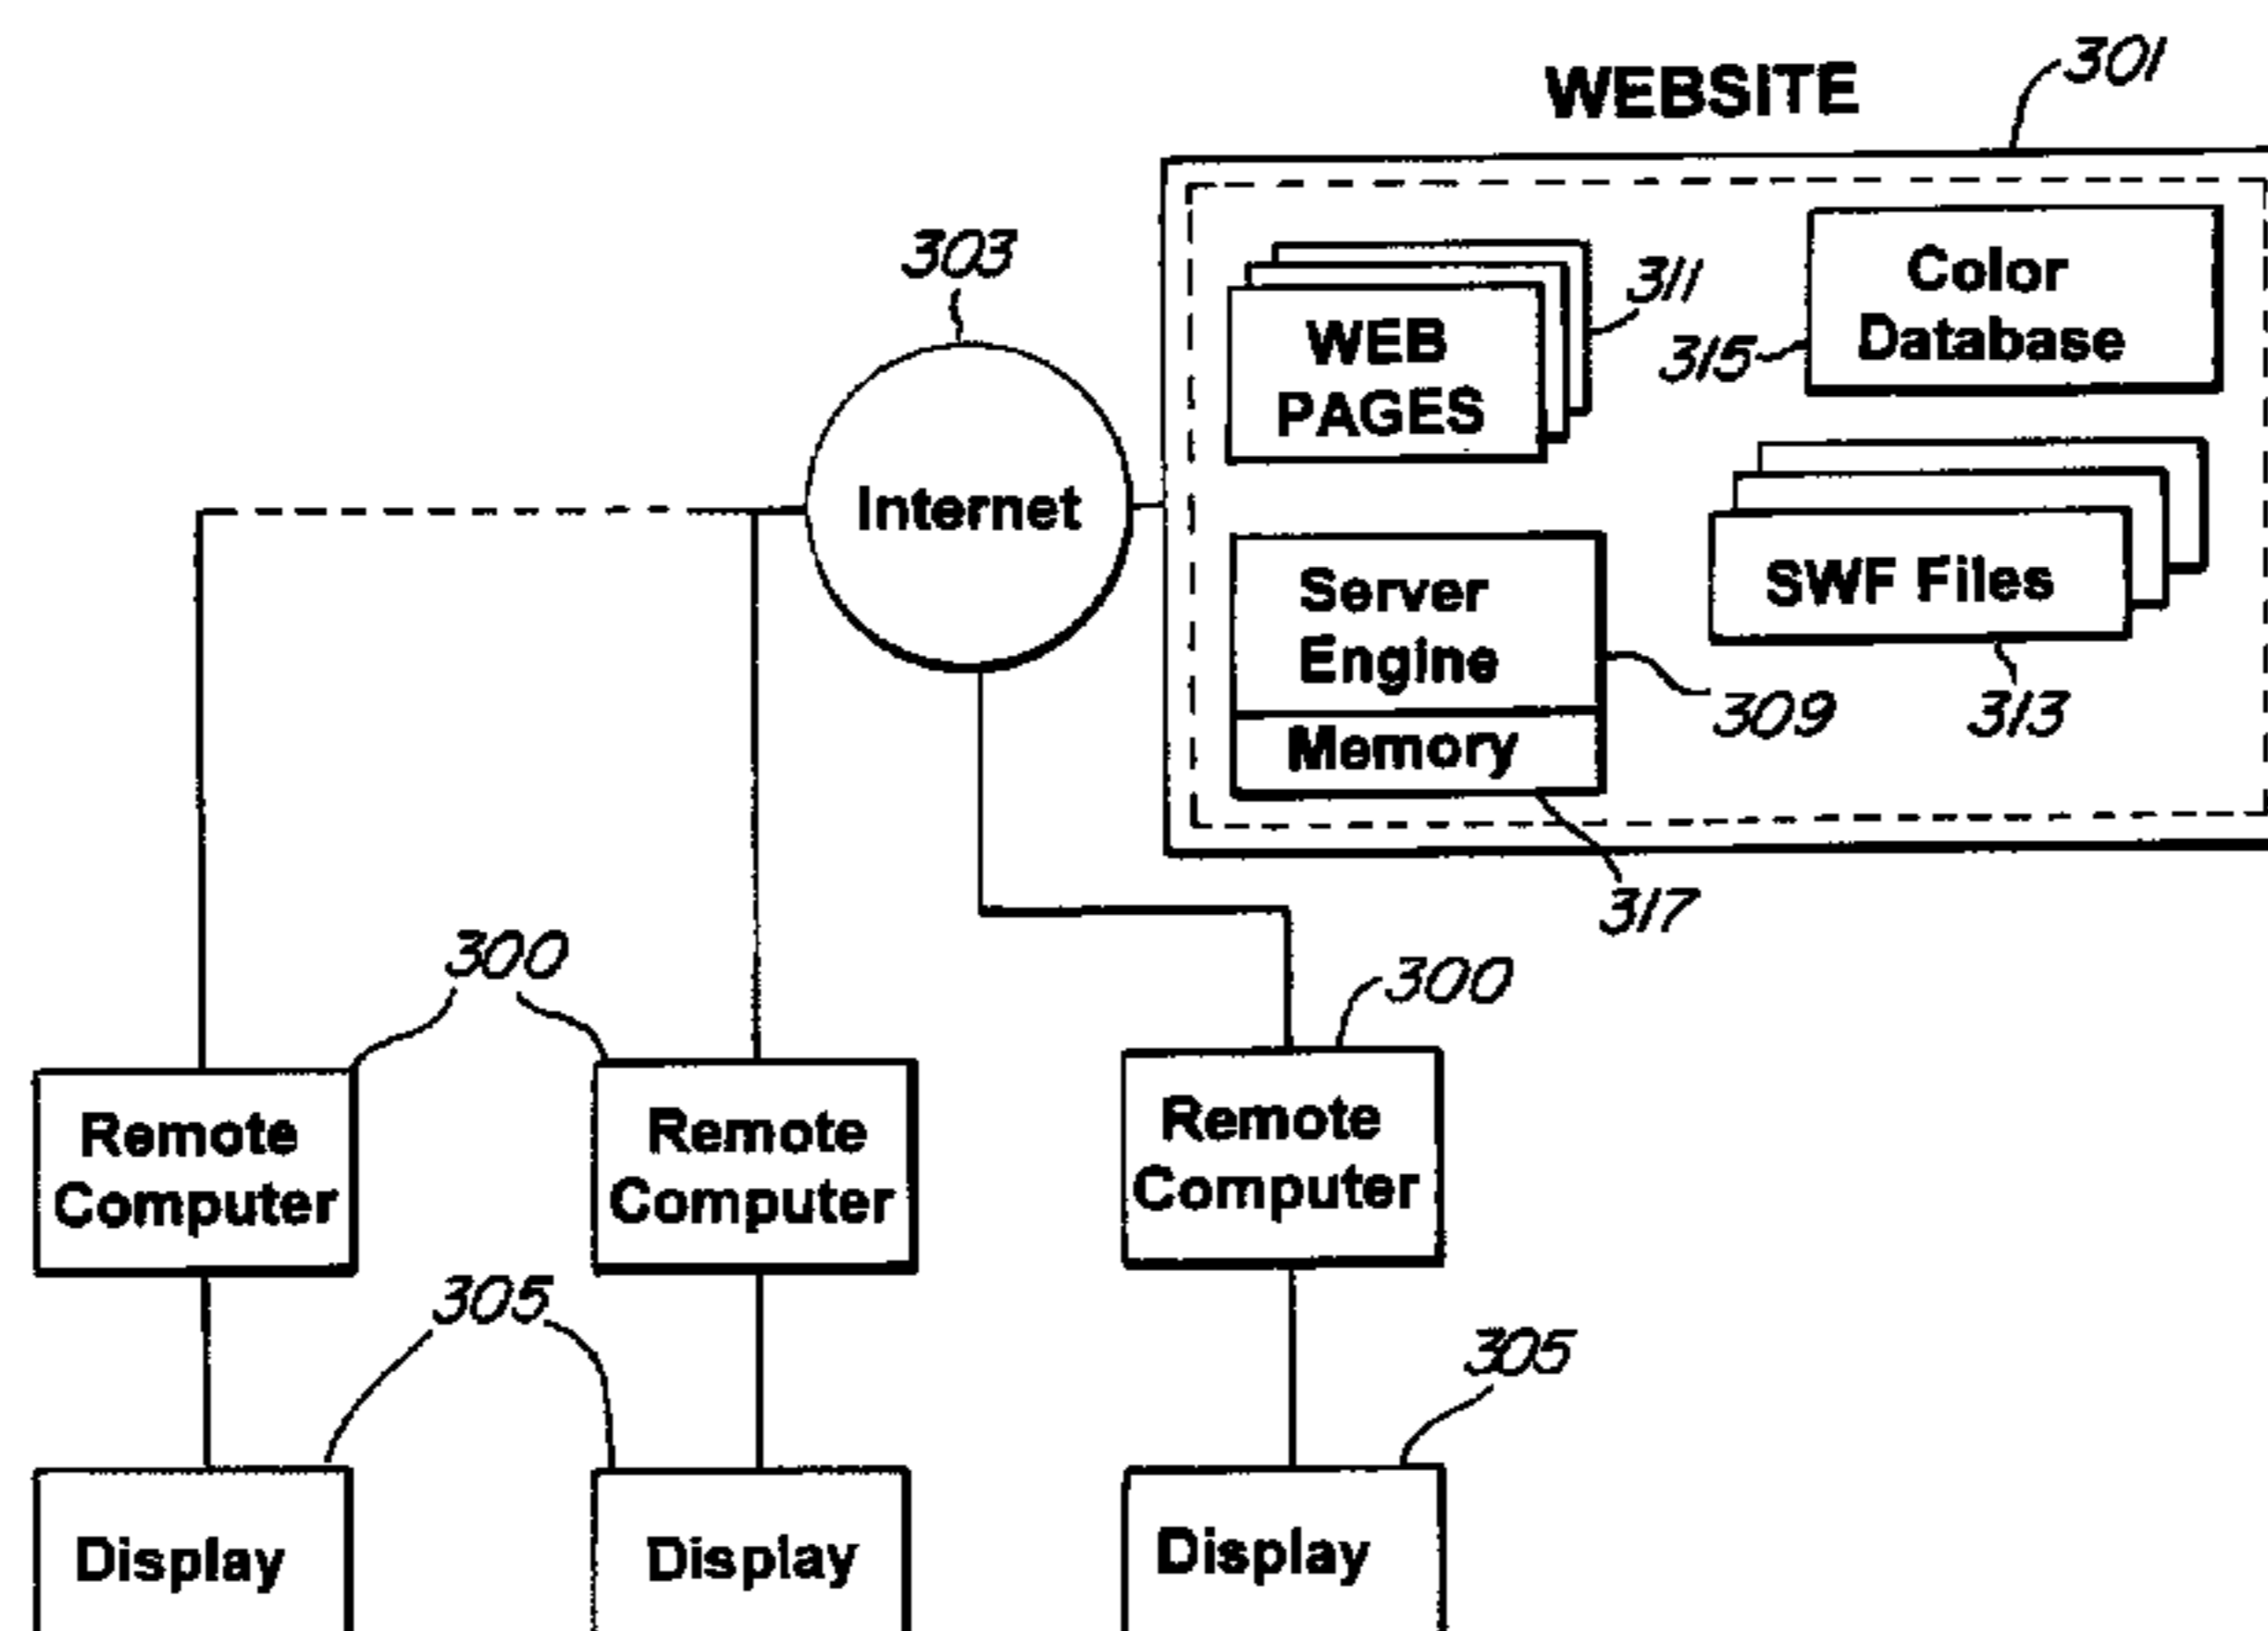 WEBSITE
301
303
WEB
PAGES
311
315
Color
Database
Internet
Server
Engine
Memory
309
SWF Files
313
317
300
300
Remote
Computer
Remote
Computer
Remote
Computer
305
305
Display
Display
Display